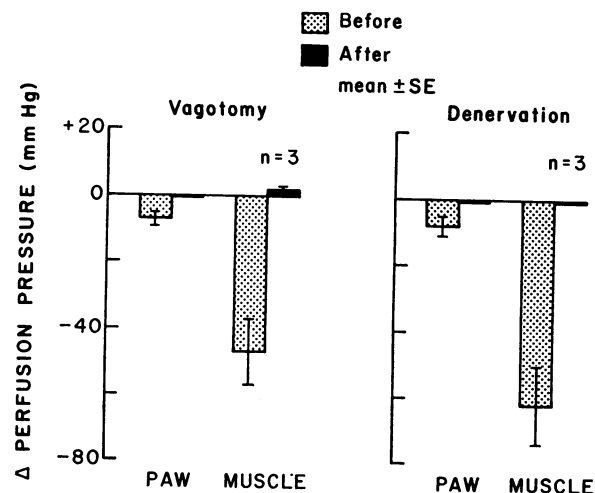 Before
After
mean ±SE
Vagotomy
Denervation
Δ PERFUSION PRESSURE (mm Hg)
+20
0
-40
-80
n=3
n=3
PAW MUSCLE
PAW MUSCLE